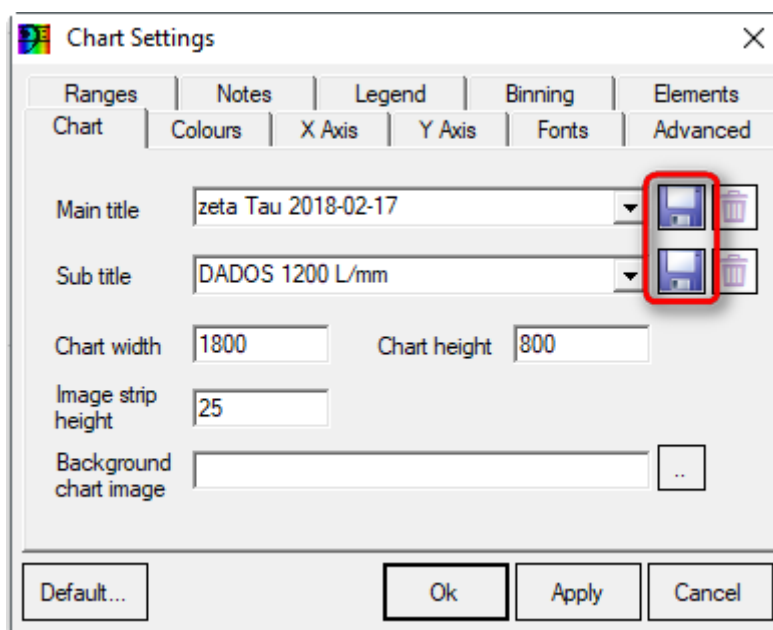 Chart Settings
Ranges Notes Legend Binning Elements
Chart Colours X Axis Y Axis Fonts Advanced
Main title zeta Tau 2018-02-17
Sub title DADOS 1200 L/mm
Chart width 1800 Chart height 800
Image strip
height 25
Background
chart image ..
Default... Ok Apply Cancel